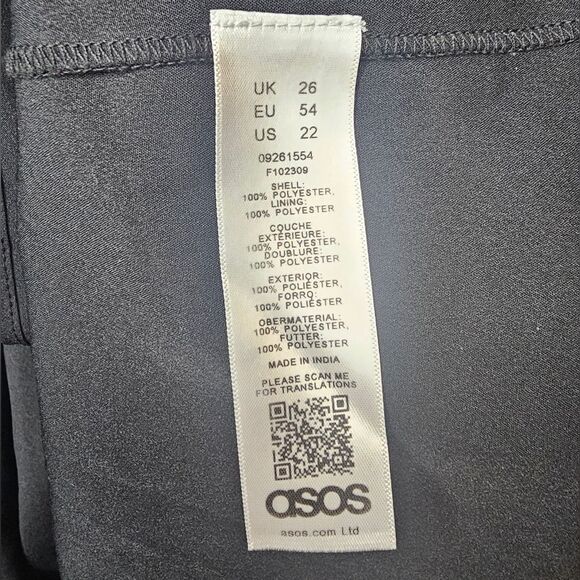 UK 26
EU 54
US 22
09261554
F102309
SHELL:
100% POLYESTER,
LINING:
100% POLYESTER
COUCHE
EXTÉRIEURE:
100% POLYESTER,
DOUBLURE:
100% POLYESTER
EXTERIOR:
100% POLIÉSTER,
FORRO:
100% POLIÉSTER
OBERMATERIAL:
100% POLYESTER,
FUTTER:
100% POLYESTER
MADE IN INDIA
PLEASE SCAN ME
FOR TRANSLATIONS
asos
asos.com Ltd